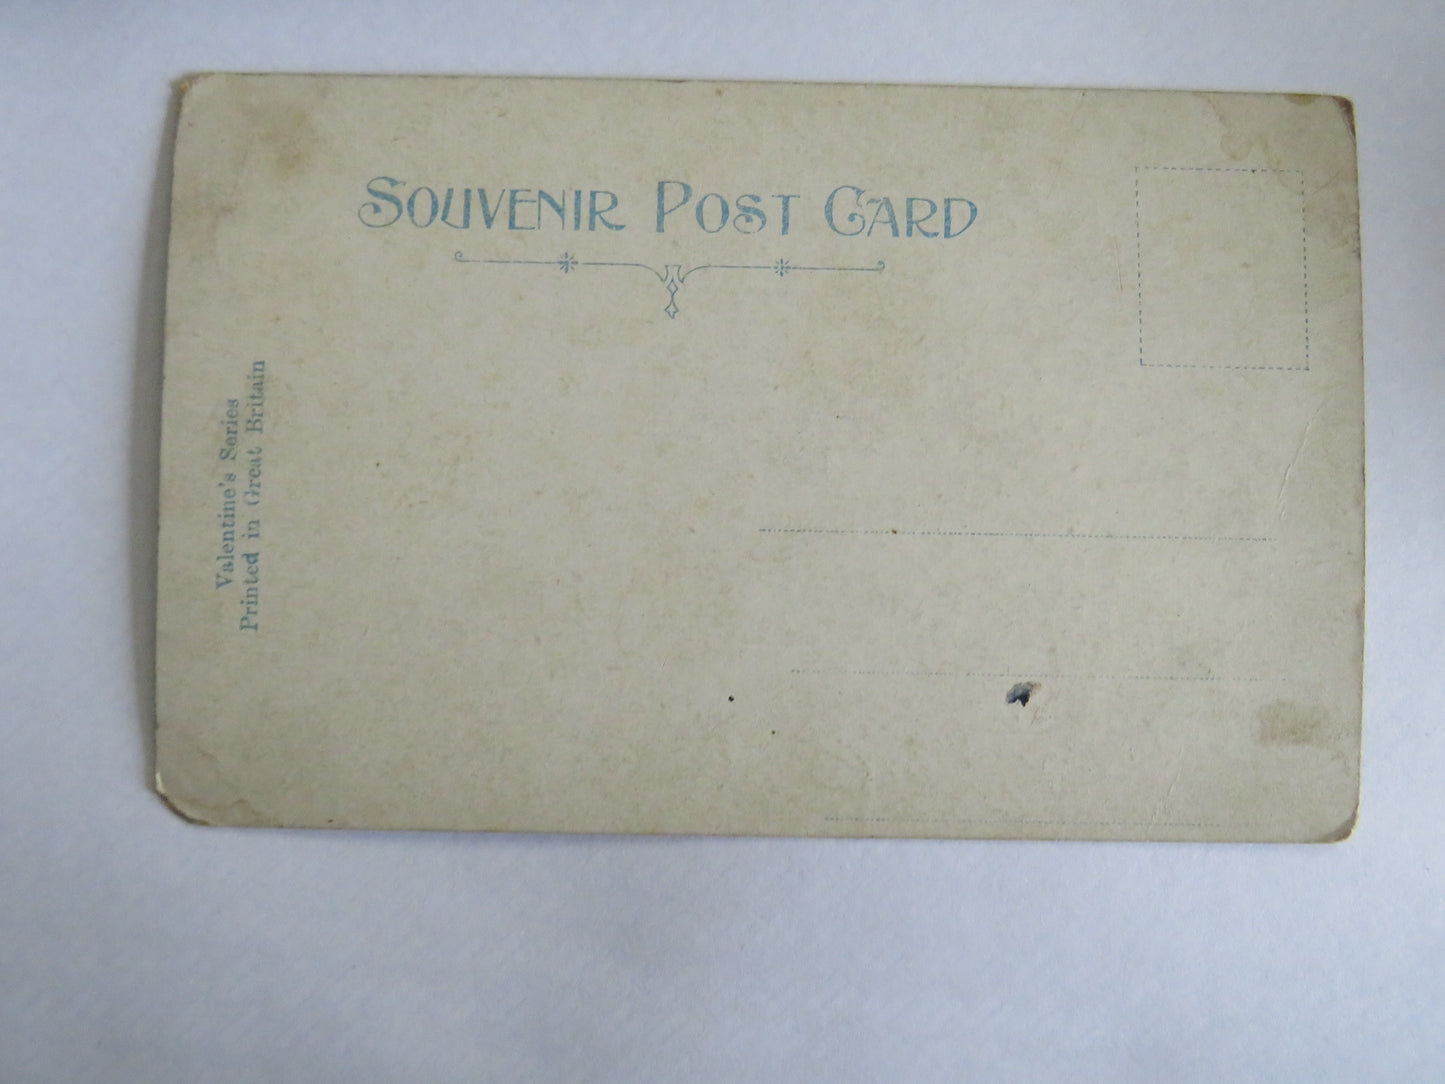 SOUVENIR POST CARD
Valentine's Series
Printed in Great Britain